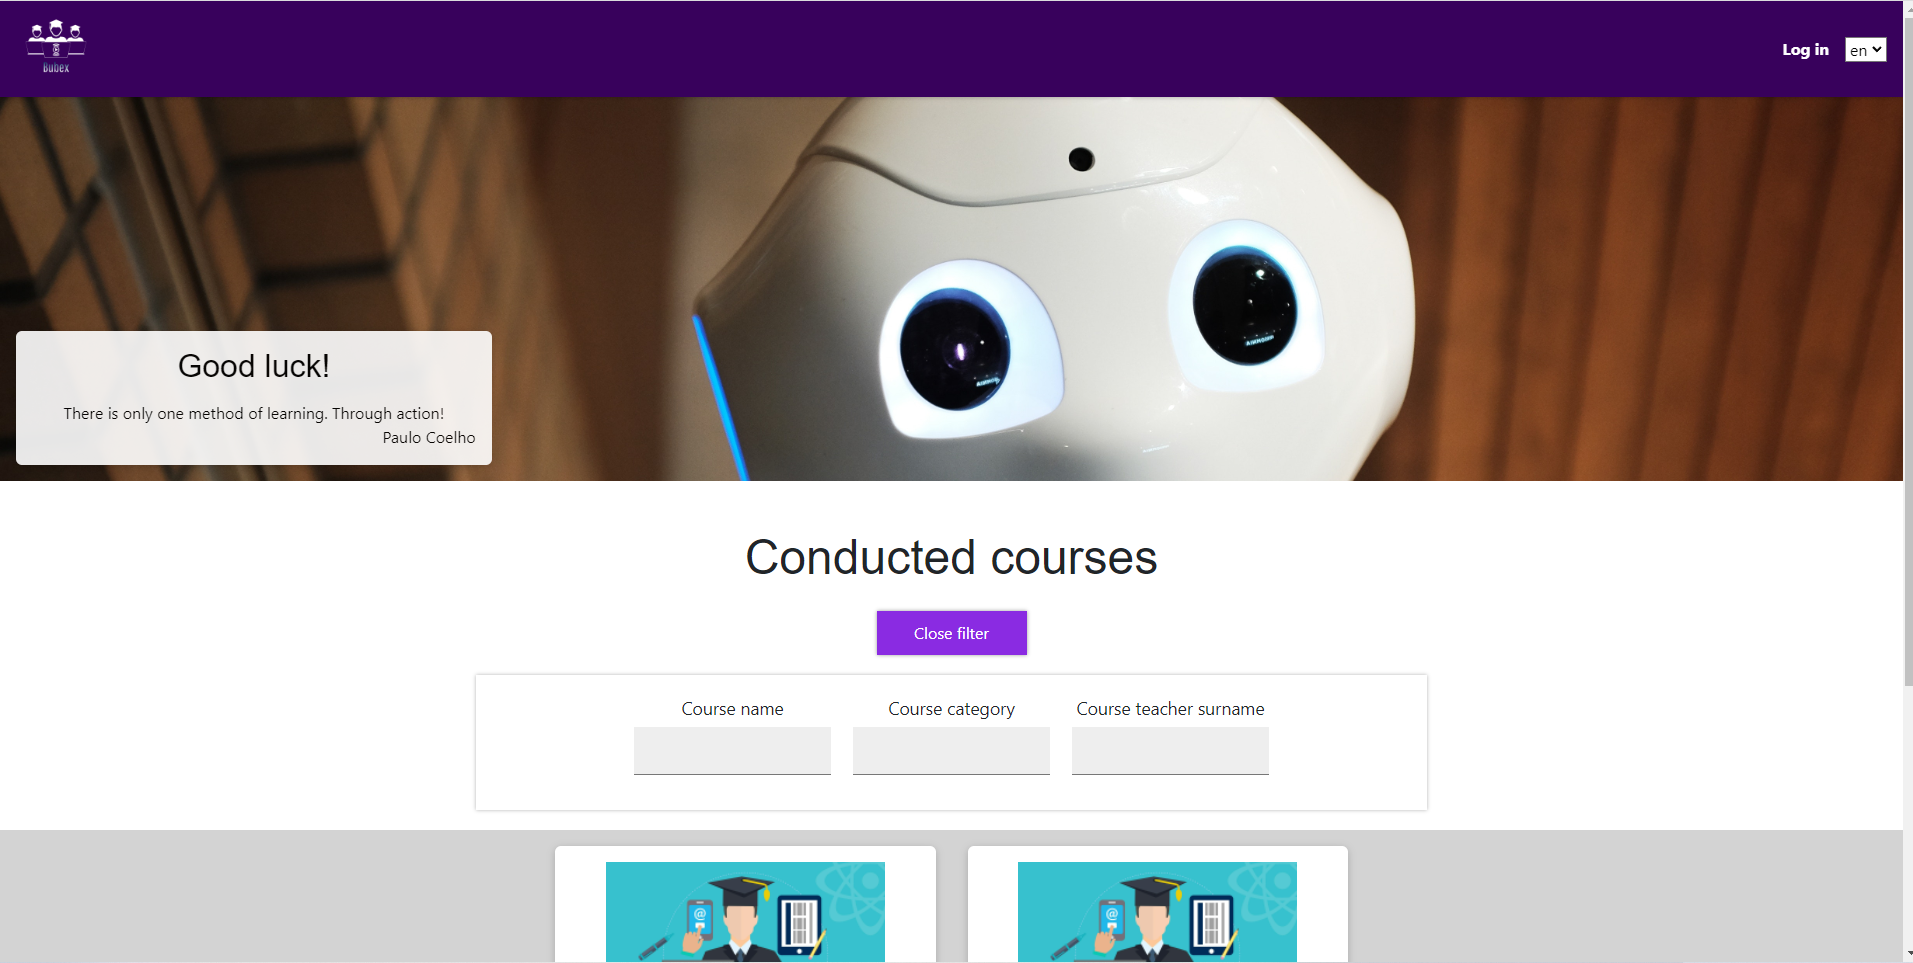 Bubex
Log in
en
Good luck!
There is only one method of learning. Through action!
Paulo Coelho
Conducted courses
Close filter
Course name
Course category
Course teacher surname
@
@